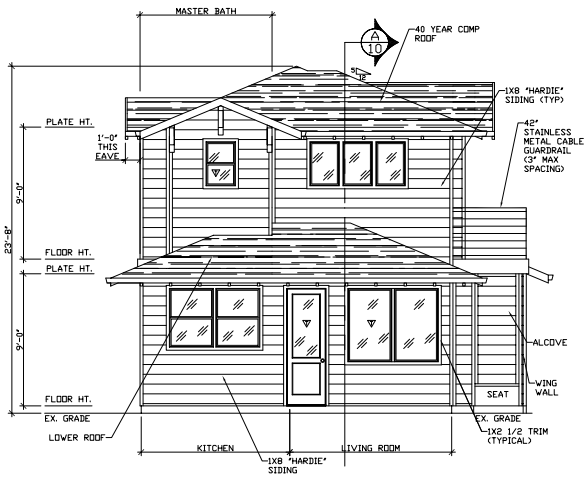 MASTER BATH
A
10
40 YEAR COMP
ROOF
5
12
1X8 "HARDIE"
SIDING (TYP)
PLATE HT.
42"
STAINLESS
METAL CABLE
GUARDRAIL
(3" MAX
SPACING)
1'-0"
THIS
EAVE
9'-0"
23'-8"
FLOOR HT.
PLATE HT.
9'-0"
ALCOVE
WING
WALL
SEAT
FLOOR HT.
EX. GRADE
EX. GRADE
LOWER ROOF
1X2 1/2 TRIM
(TYPICAL)
KITCHEN
LIVING ROOM
1X8 "HARDIE"
SIDING